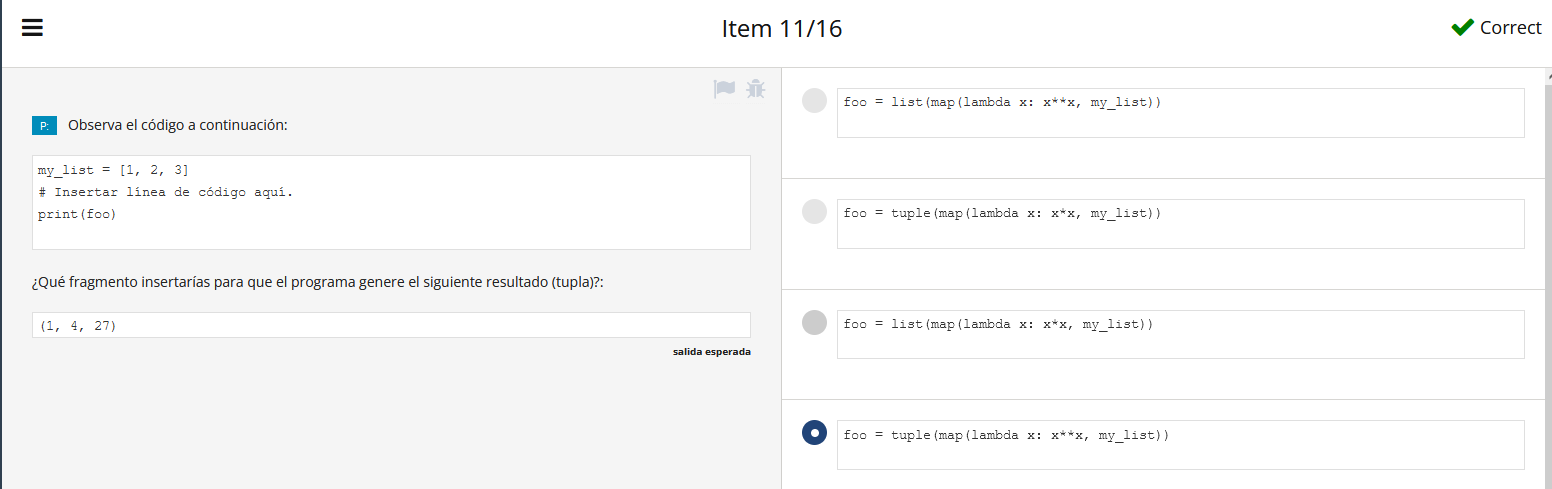 Item 11/16
Correct
P: Observa el código a continuación:
my_list = [1, 2, 3]
# Insertar línea de código aquí.
print(foo)
¿Qué fragmento insertarías para que el programa genere el siguiente resultado (tupla)?:
(1, 4, 27)
salida esperada
foo = list(map(lambda x: x**x, my_list))
foo = tuple(map(lambda x: x*x, my_list))
foo = list(map(lambda x: x*x, my_list))
foo = tuple(map(lambda x: x**x, my_list))